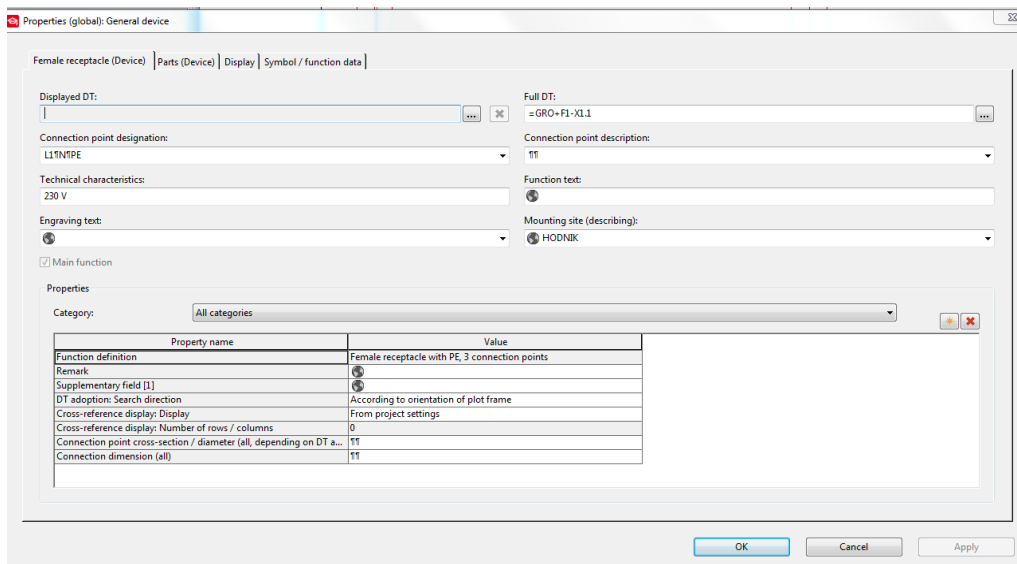 Properties (global): General device
Female receptacle (Device) Parts (Device) Display Symbol / function data
Displayed DT: Full DT:
... =GRO+F1-X1.1 ...
Connection point designation: Connection point description:
L1¶N¶PE ¶¶
Technical characteristics: Function text:
230 V
Engraving text: Mounting site (describing):
HODNIK
Main function
Properties
Category: All categories
Property name Value
Function definition Female receptacle with PE, 3 connection points
Remark
Supplementary field [1]
DT adoption: Search direction According to orientation of plot frame
Cross-reference display: Display From project settings
Cross-reference display: Number of rows / columns 0
Connection point cross-section / diameter (all, depending on DT a... ¶¶
Connection dimension (all) ¶¶
OK Cancel Apply